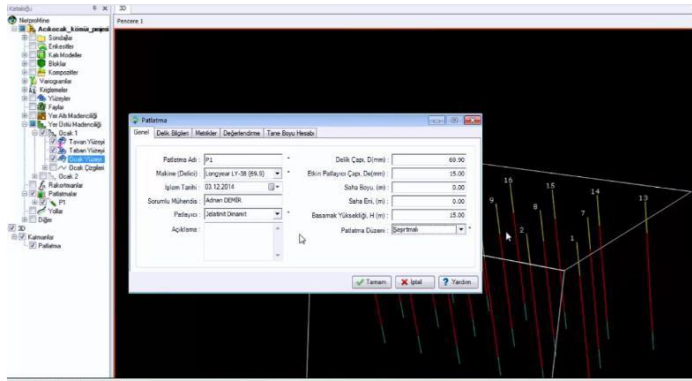 Kataloğu
3D
NetproMine
Pencere 1
Acikocak_kömia_projesi
Sondajlar
Enkesitler
Katı Modeller
Bloklar
Kompozitler
Variogramlar
Kriglemeler
Yüzeyler
Faylar
Yer Altı Madenciliği
Yer Üstü Madenciliği
Ocak 1
Tavan Yüzeyi
Taban Yüzeyi
Ocak Yüzeyi
Ocak Çizgileri
Ocak 2
Rakortmanlar
Patlatmalar
P1
Yollar
Diğer
3D
Katmanlar
Patlatma
Patlatma
Genel Delik Bilgileri Metrikler Değerlendirme Tane Boyu Hesabı
Patlatma Adı : P1 *
Delik Çapı, D(mm) : 69.90
Makine (Delici) : Longyear LY-38 (69.9) *
Etkin Patlayıcı Çapı, De(mm) : 15.00
İşlem Tarihi : 03.12.2014
Saha Boyu, (m) : 0.00
Sorumlu Mühendis : Adnan DEMİR
Saha Eni, (m) : 0.00
Patlayıcı : Jelatinit Dinamit *
Basamak Yüksekliği, H (m) : 15.00
Açıklama :
Patlatma Düzeni : Şeşirtmeli *
Tamam İptal ? Yardım
16
15
14
13
9
8
7
2
1